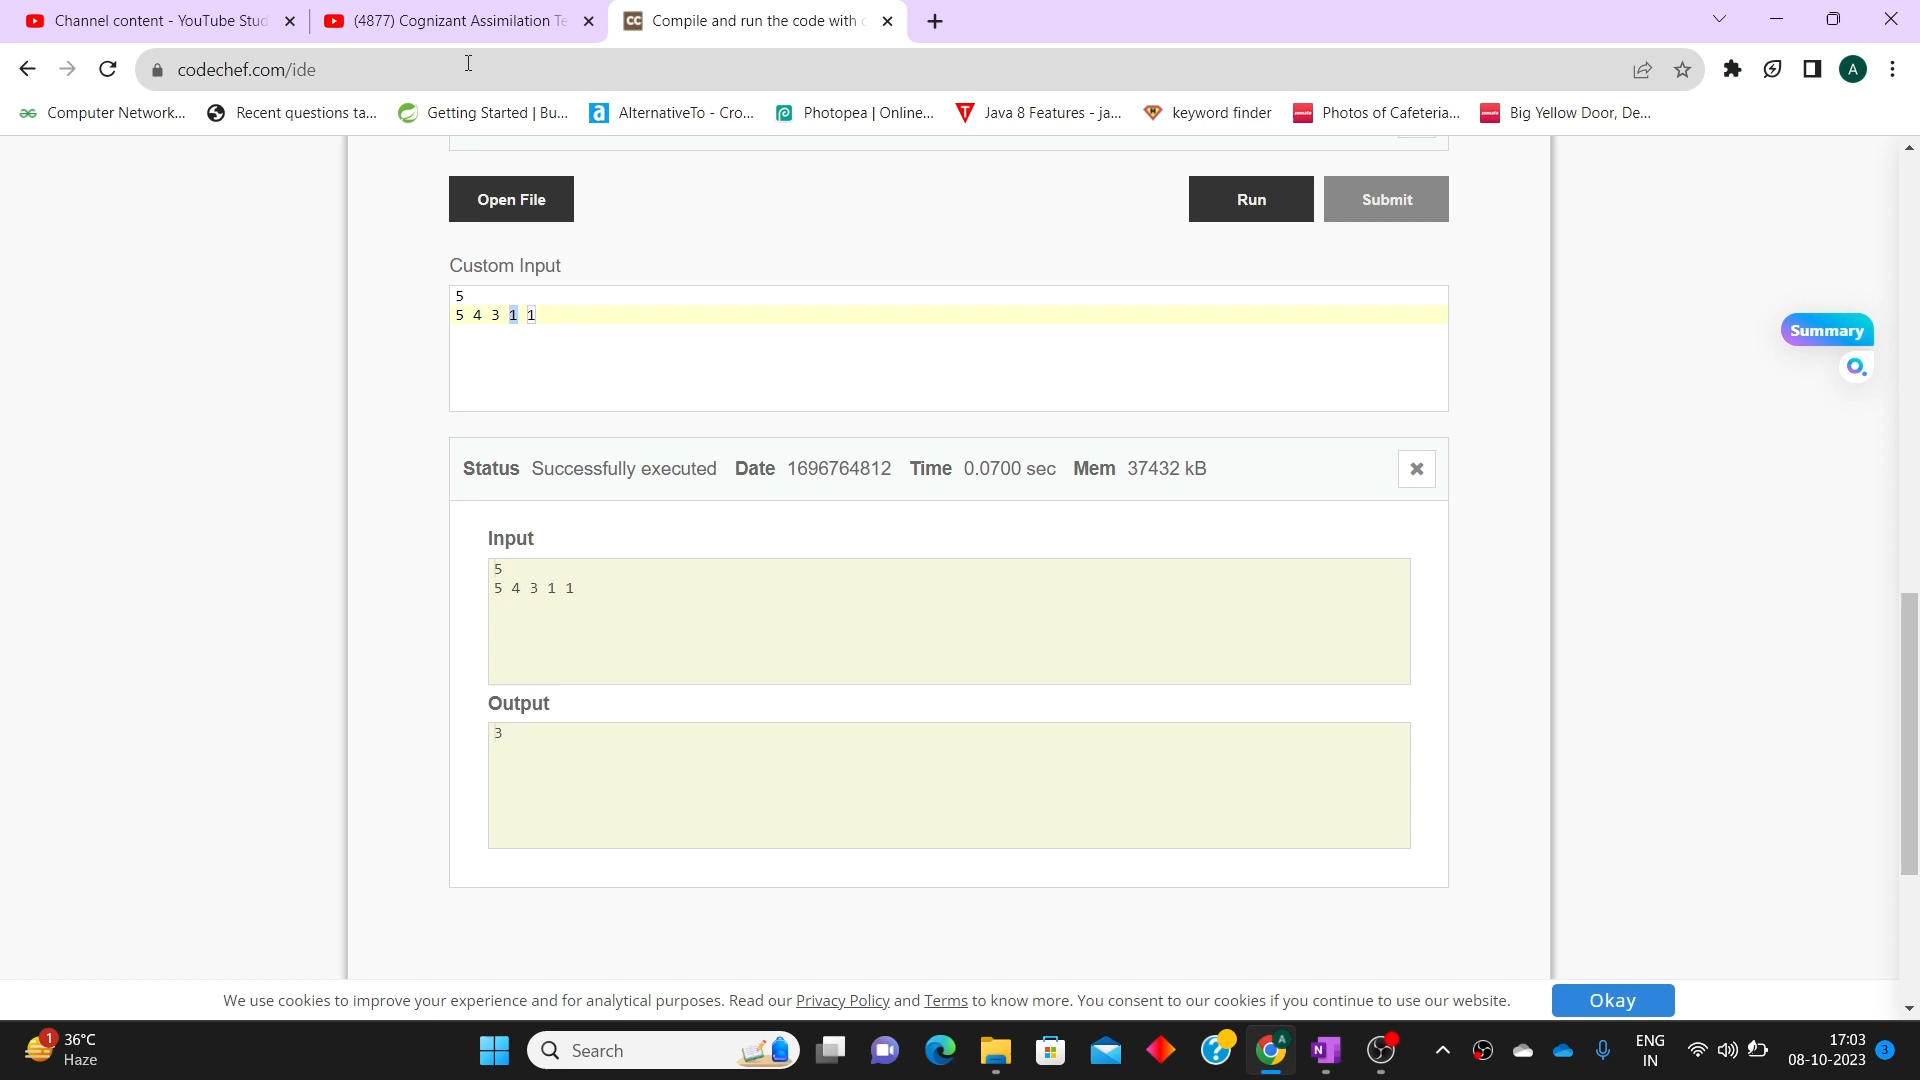 Channel content - YouTube Stud
(4877) Cognizant Assimilation Te
CC Compile and run the code with c
codechef.com/ide
A
Computer Network...
Recent questions ta...
Getting Started | Bu...
a AlternativeTo - Cro...
Photopea | Online...
T Java 8 Features - ja...
keyword finder
Photos of Cafeteria...
Big Yellow Door, De...
Open File
Run
Submit
Custom Input
5
5 4 3 1 1
Summary
Status Successfully executed Date 1696764812 Time 0.0700 sec Mem 37432 kB
Input
5
5 4 3 1 1
Output
3
We use cookies to improve your experience and for analytical purposes. Read our Privacy Policy and Terms to know more. You consent to our cookies if you continue to use our website.
Okay
1
36°C
Haze
Search
A
N
ENG
IN
17:03
08-10-2023
3